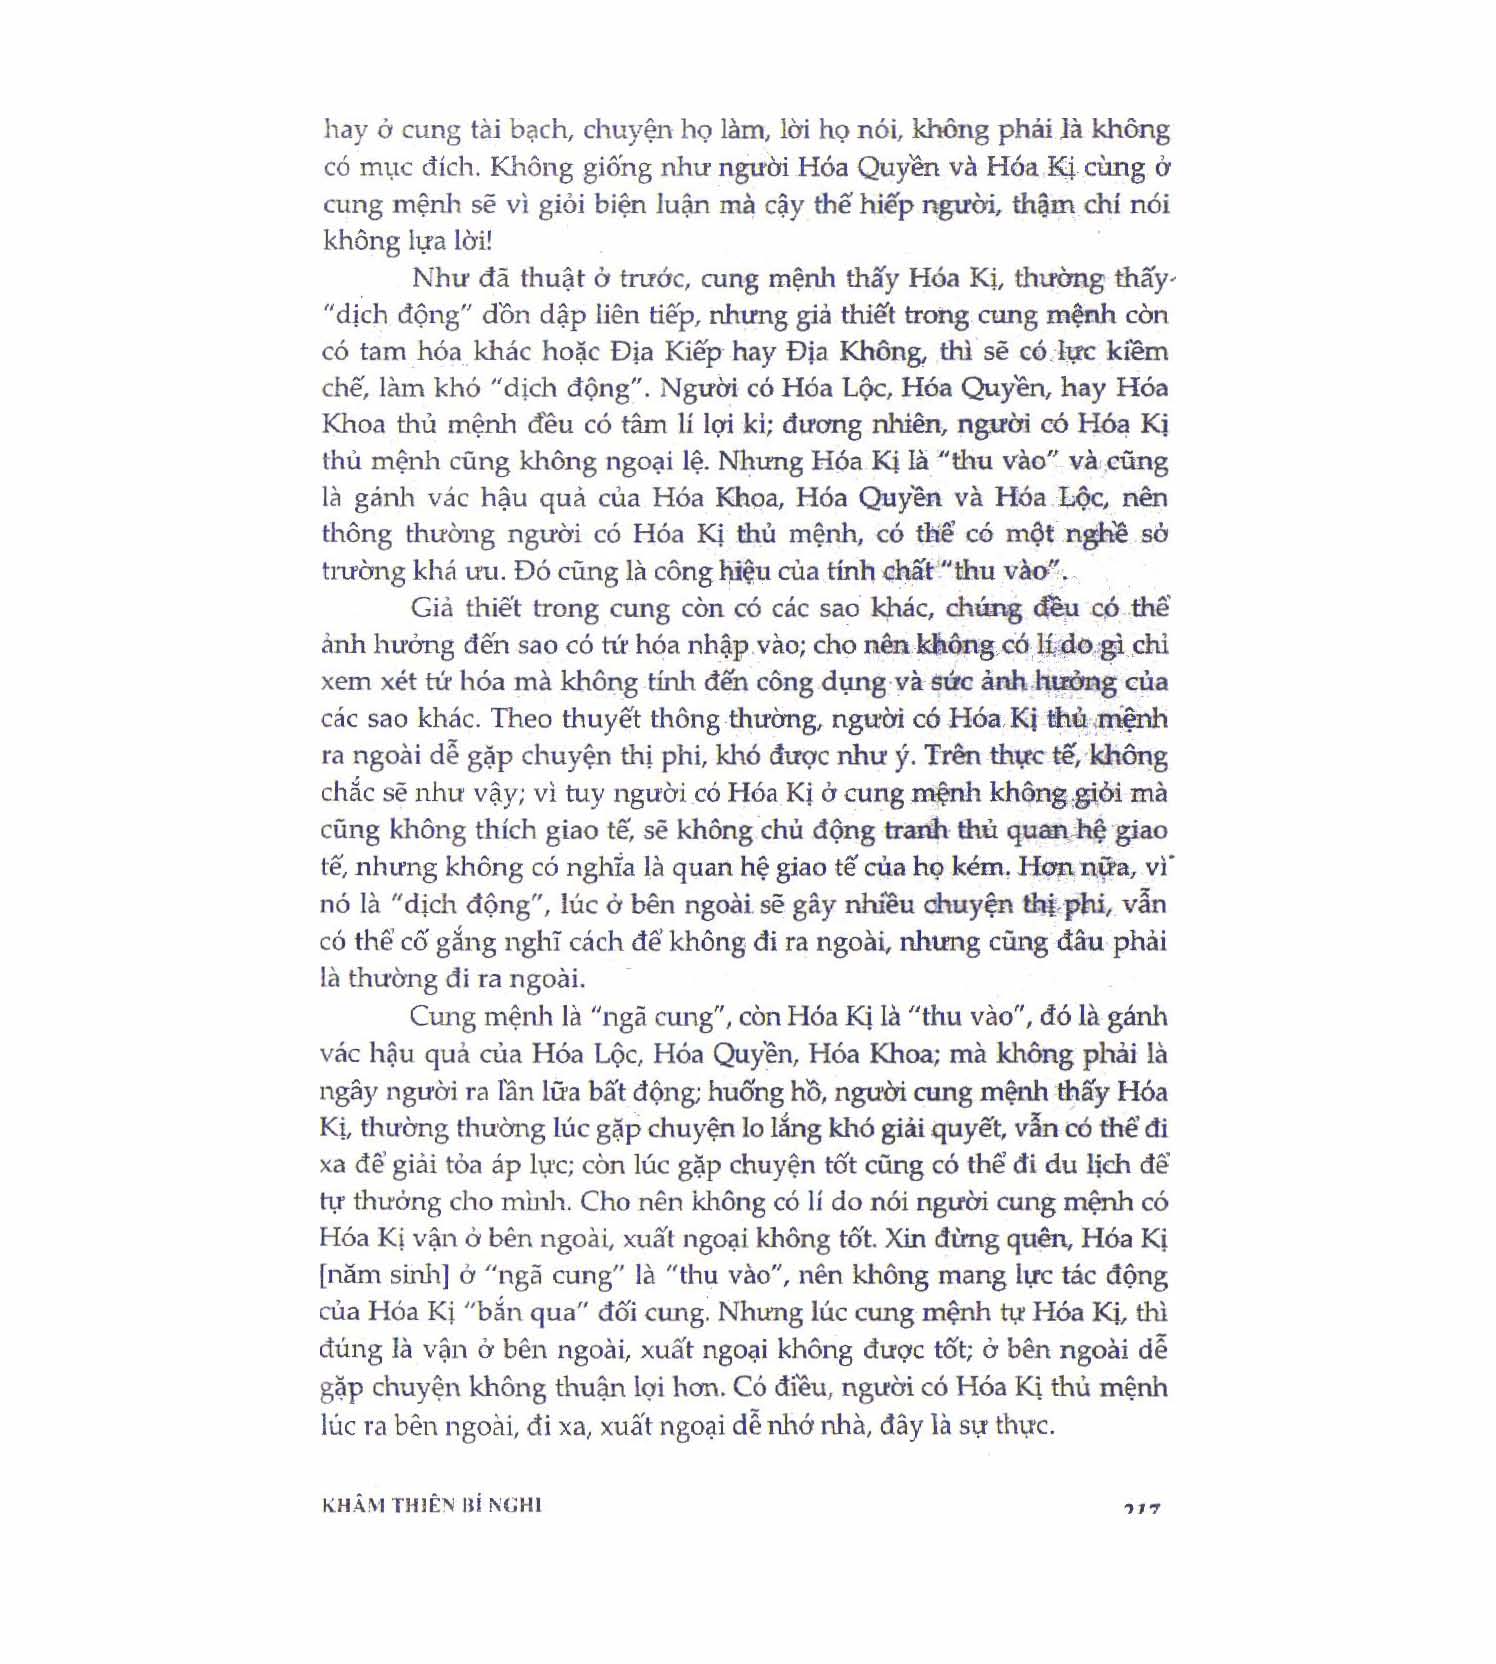 hay ở cung tài bạch, chuyện họ làm, lời họ nói, không phải là không
có mục đích. Không giống như người Hóa Quyền và Hóa Kị cùng ở
cung mệnh sẽ vì giỏi biện luận mà cậy thế hiếp người, thậm chí nói
không lựa lời!
Như đã thuật ở trước, cung mệnh thấy Hóa Kị, thường thấy
"dịch động" dồn dập liên tiếp, nhưng giả thiết trong cung mệnh còn
có tam hóa khác hoặc Địa Kiếp hay Địa Không, thì sẽ có lực kiềm
chế, làm khó "dịch động". Người có Hóa Lộc, Hóa Quyền, hay Hóa
Khoa thủ mệnh đều có tâm lí lợi kỉ; đương nhiên, người có Hóa Kị
thủ mệnh cũng không ngoại lệ. Nhưng Hóa Kị là "thu vào" và cũng
là gánh vác hậu quả của Hóa Khoa, Hóa Quyền và Hóa Lộc, nên
thông thường người có Hóa Kị thủ mệnh, có thể có một nghề sở
trường khá ưu. Đó cũng là công hiệu của tính chất "thu vào".
Giả thiết trong cung còn có các sao khác, chúng đều có thể
ảnh hưởng đến sao có tứ hóa nhập vào; cho nên không có lí do gì chỉ
xem xét tứ hóa mà không tính đến công dụng và sức ảnh hưởng của
các sao khác. Theo thuyết thông thường, người có Hóa Kị thủ mệnh
ra ngoài dễ gặp chuyện thị phi, khó được như ý. Trên thực tế, không
chắc sẽ như vậy; vì tuy người có Hóa Kị ở cung mệnh không giỏi mà
cũng không thích giao tế, sẽ không chủ động tranh thủ quan hệ giao
tế, nhưng không có nghĩa là quan hệ giao tế của họ kém. Hơn nữa, vì
nó là "dịch động", lúc ở bên ngoài sẽ gây nhiều chuyện thị phi, vẫn
có thể cố gắng nghĩ cách để không đi ra ngoài, nhưng cũng đâu phải
là thường đi ra ngoài.
Cung mệnh là "ngã cung", còn Hóa Kị là "thu vào", đó là gánh
vác hậu quả của Hóa Lộc, Hóa Quyền, Hóa Khoa; mà không phải là
ngây người ra lần lữa bất động; huống hồ, người cung mệnh thấy Hóa
Kị, thường thường lúc gặp chuyện lo lắng khó giải quyết, vẫn có thể đi
xa để giải tỏa áp lực; còn lúc gặp chuyện tốt cũng có thể đi du lịch để
tự thưởng cho mình. Cho nên không có lí do nói người cung mệnh có
Hóa Kị vận ở bên ngoài, xuất ngoại không tốt. Xin đừng quên, Hóa Kị
[năm sinh] ở "ngã cung" là "thu vào", nên không mang lực tác động
của Hóa Kị "bắn qua" đối cung. Nhưng lúc cung mệnh tự Hóa Kị, thì
đúng là vận ở bên ngoài, xuất ngoại không được tốt; ở bên ngoài dễ
gặp chuyện không thuận lợi hơn. Có điều, người có Hóa Kị thủ mệnh
lúc ra bên ngoài, đi xa, xuất ngoại dễ nhớ nhà, đây là sự thực.
KHÂM THIÊN BÍ NGHI